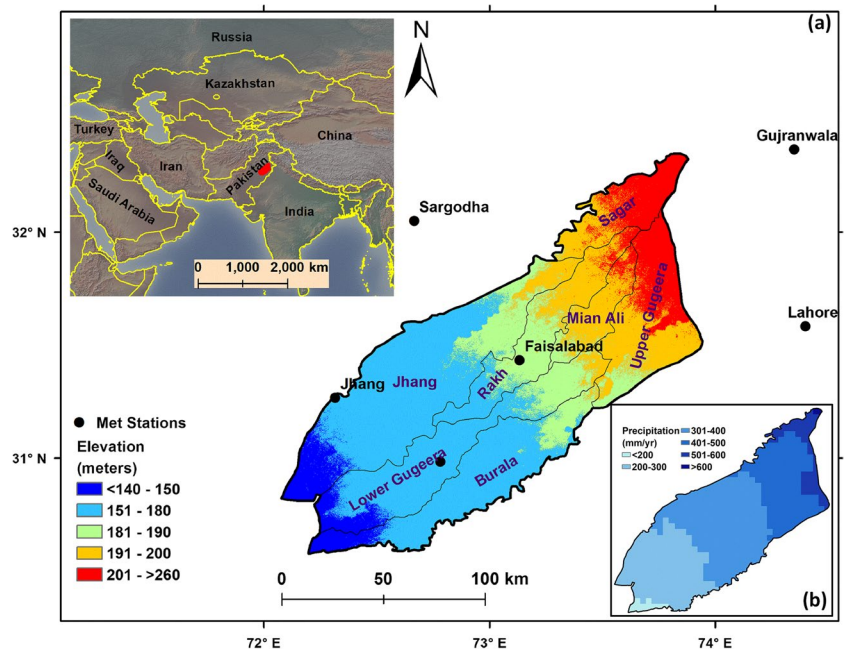 (a)
N
Russia
Kazakhstan
Turkey
China
Iraq
Iran
Pakistan
Saudi Arabia
India
0 1,000 2,000 km
Gujranwala
Sargodha
32° N
Sagar
Lahore
Mian Ali
Upper Gugeera
Faisalabad
Jhang
Jhang
Rakh
31° N
Lower Gugeera
Burala
Met Stations
Elevation
(meters)
<140 - 150
151 - 180
181 - 190
191 - 200
201 - >260
0 50 100 km
Precipitation
(mm/yr)
<200
200-300
301-400
401-500
501-600
>600
(b)
72° E
73° E
74° E